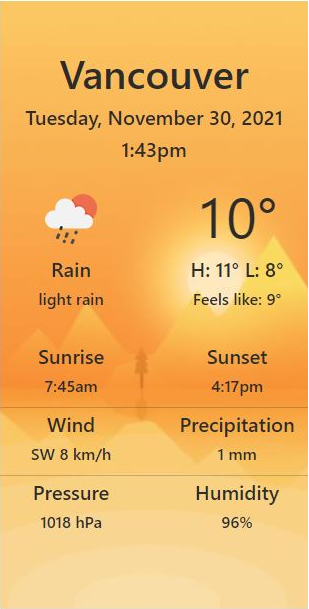 Vancouver
Tuesday, November 30, 2021
1:43pm
10°
Rain
H: 11° L: 8°
light rain
Feels like: 9°
Sunrise
Sunset
7:45am
4:17pm
Wind
Precipitation
SW 8 km/h
1 mm
Pressure
Humidity
1018 hPa
96%